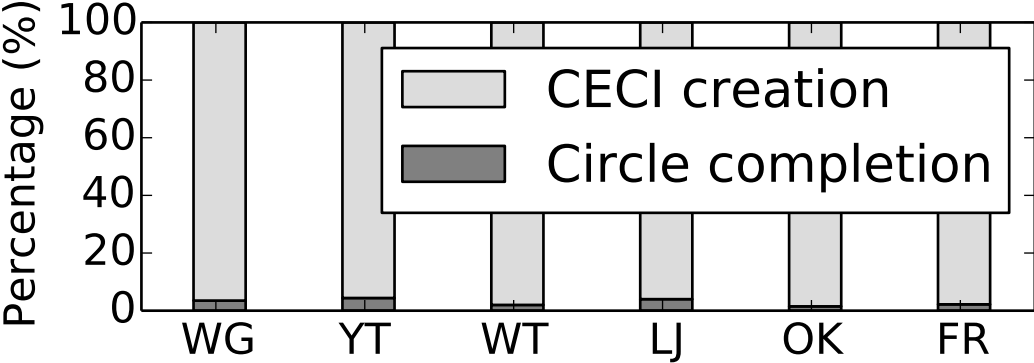 Percentage (%)
100
80
60
40
20
0
CECI creation
Circle completion
WG YT WT LJ OK FR